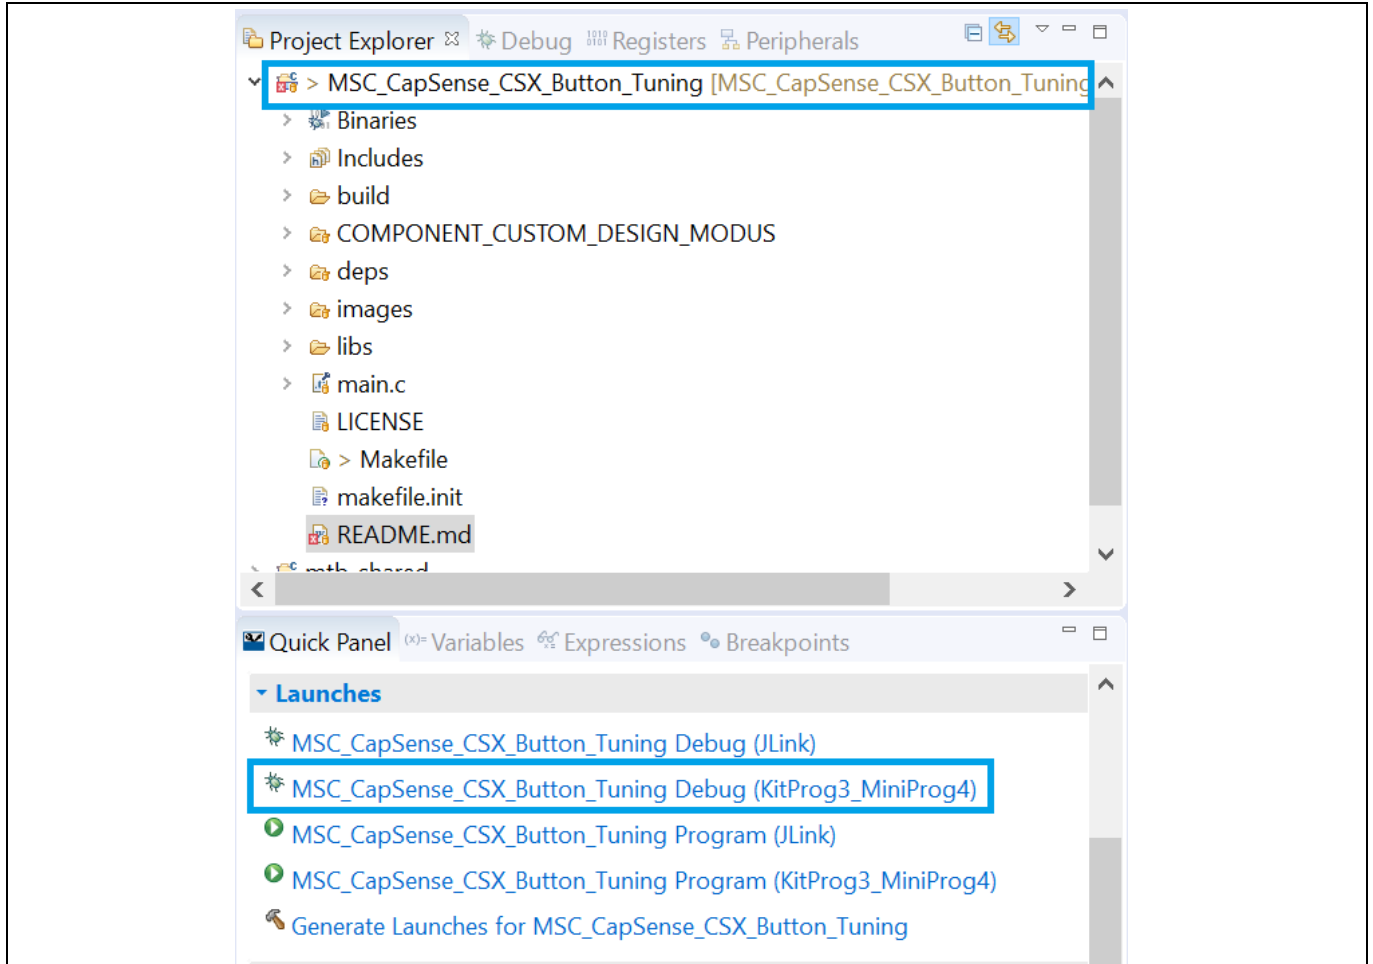 Project Explorer Debug Registers Peripherals
> MSC_CapSense_CSX_Button_Tuning [MSC_CapSense_CSX_Button_Tuning
Binaries
Includes
build
COMPONENT_CUSTOM_DESIGN_MODUS
deps
images
libs
main.c
LICENSE
> Makefile
makefile.init
README.md
mtb_shared
Quick Panel (x)= Variables Expressions Breakpoints
Launches
MSC_CapSense_CSX_Button_Tuning Debug (JLink)
MSC_CapSense_CSX_Button_Tuning Debug (KitProg3_MiniProg4)
MSC_CapSense_CSX_Button_Tuning Program (JLink)
MSC_CapSense_CSX_Button_Tuning Program (KitProg3_MiniProg4)
Generate Launches for MSC_CapSense_CSX_Button_Tuning